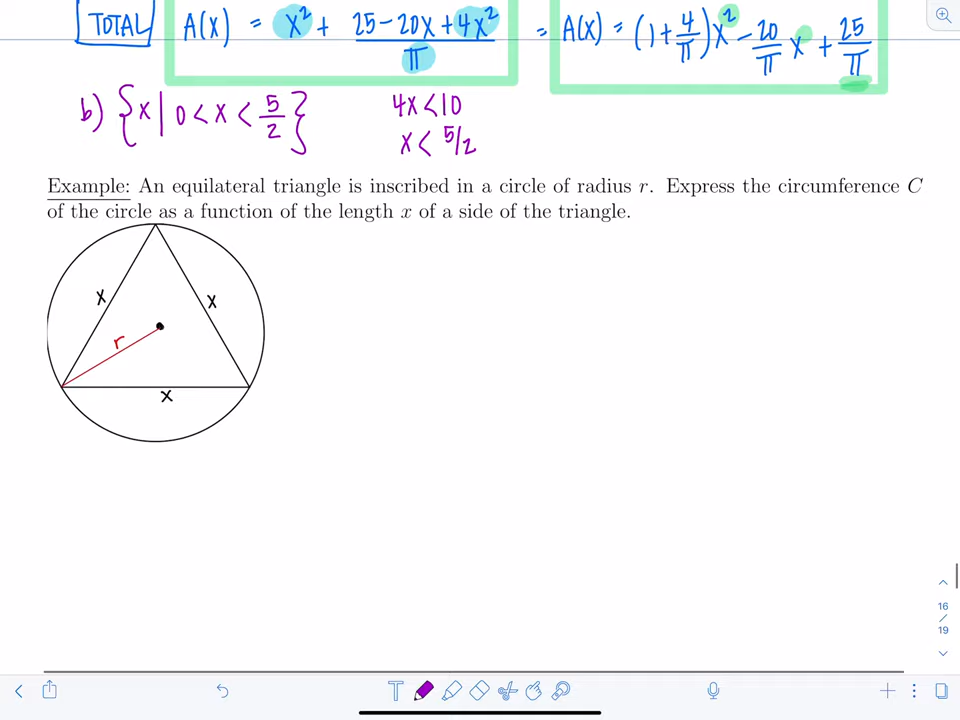 TOTAL A(x) = x² + (25 - 20x + 4x²)/π = A(x) = (1 + 4/π)x² - 20/π x + 25/π
b) {x | 0 < x < 5/2} 4x < 10
x < 5/2
Example: An equilateral triangle is inscribed in a circle of radius r. Express the circumference C
of the circle as a function of the length x of a side of the triangle.
x x
r
x
16
/
19
T